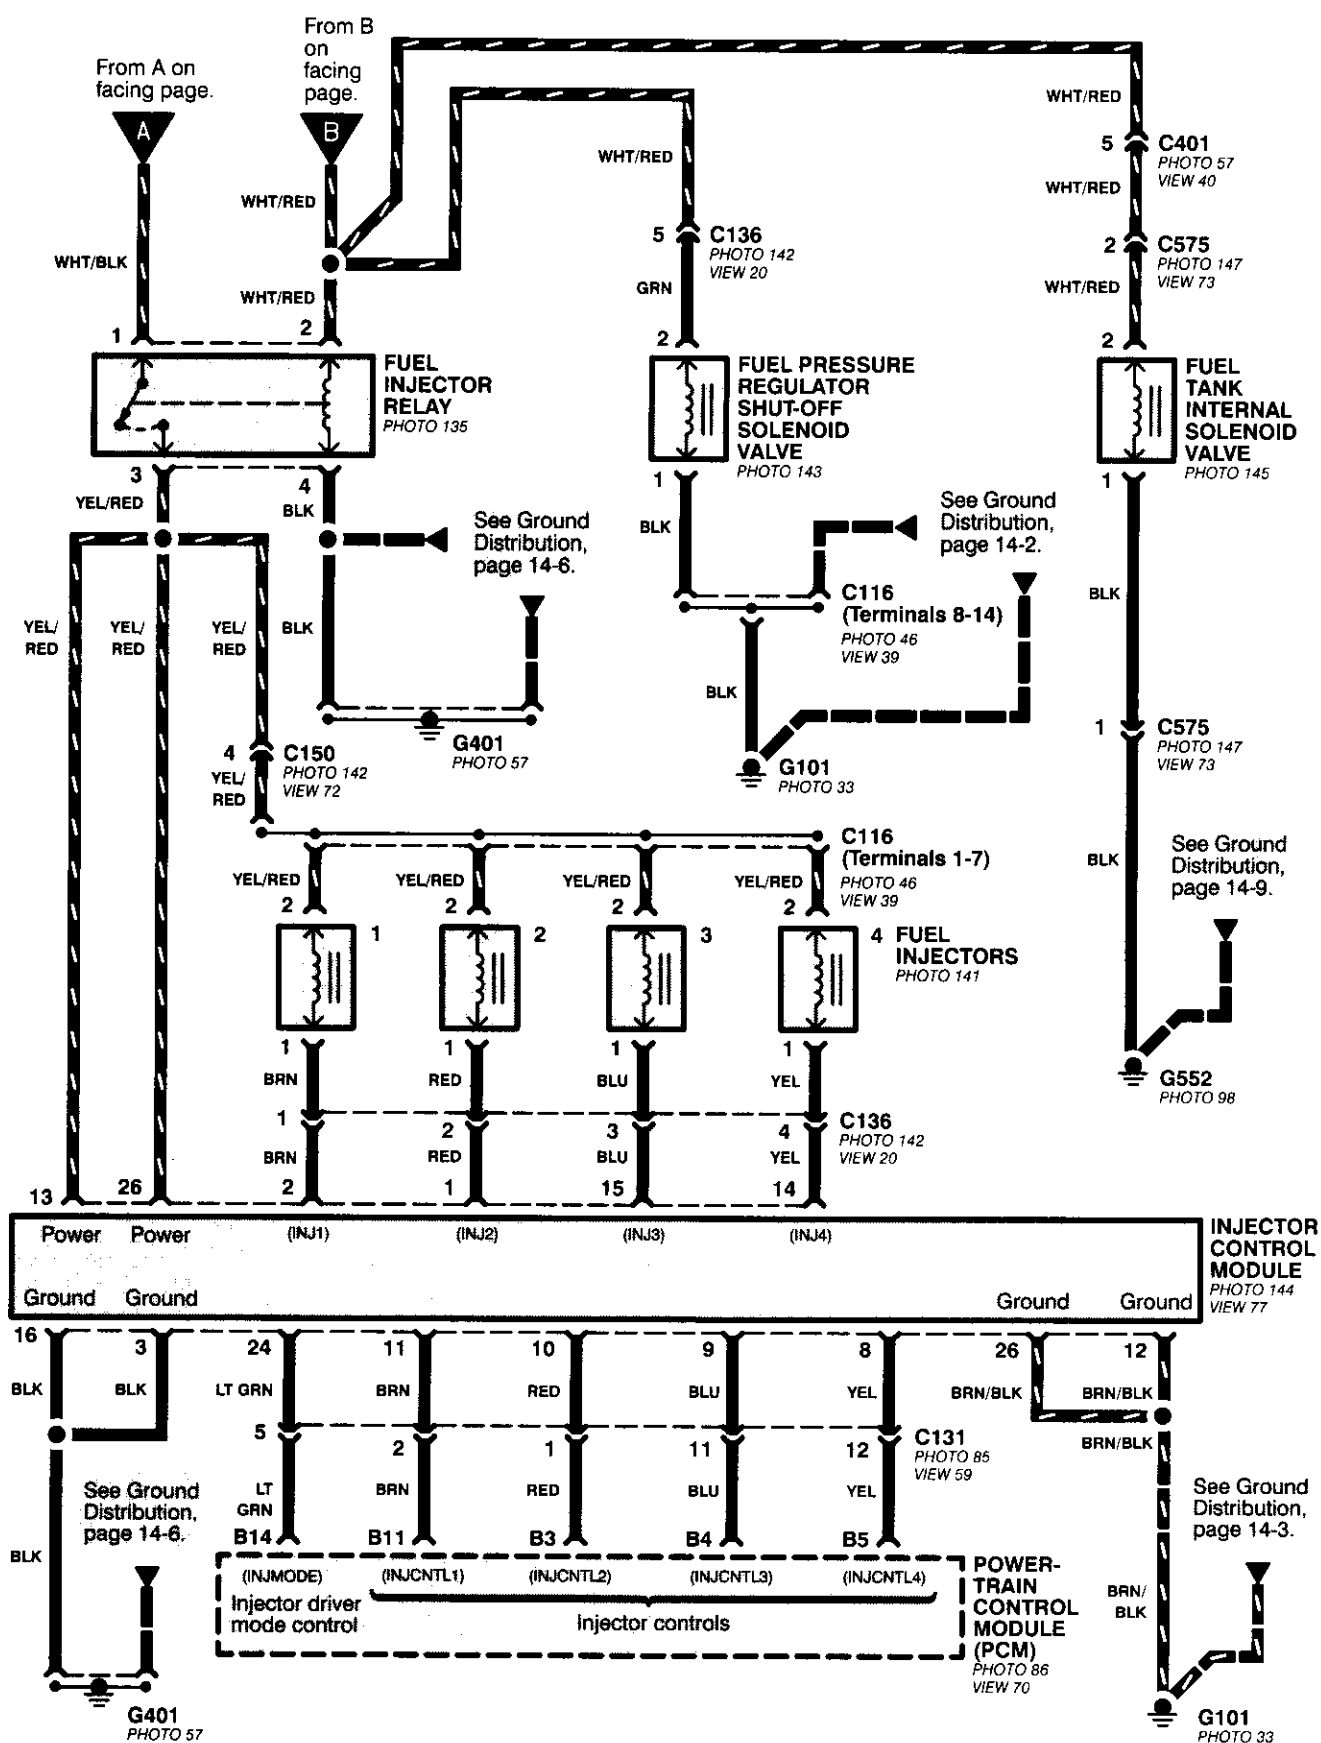 From A on
facing page.
From B
on
facing
page.
A
B
WHT/RED
WHT/RED
WHT/RED
WHT/BLK
WHT/RED
5
C401
PHOTO 57
VIEW 40
WHT/RED
5
C136
PHOTO 142
VIEW 20
2
C575
PHOTO 147
VIEW 73
GRN
WHT/RED
1
2
2
2
FUEL
INJECTOR
RELAY
PHOTO 135
FUEL PRESSURE
REGULATOR
SHUT-OFF
SOLENOID
VALVE
PHOTO 143
FUEL
TANK
INTERNAL
SOLENOID
VALVE
PHOTO 145
3
4
1
1
YEL/RED
BLK
BLK
See Ground
Distribution,
page 14-6.
See Ground
Distribution,
page 14-2.
C116
(Terminals 8-14)
PHOTO 46
VIEW 39
BLK
YEL/
RED
YEL/
RED
YEL/
RED
BLK
BLK
G401
PHOTO 57
G101
PHOTO 33
1
C575
PHOTO 147
VIEW 73
4
C150
PHOTO 142
VIEW 72
YEL/
RED
C116
(Terminals 1-7)
PHOTO 46
VIEW 39
BLK
See Ground
Distribution,
page 14-9.
YEL/RED
YEL/RED
YEL/RED
YEL/RED
2
2
2
2
1
2
3
4
FUEL
INJECTORS
PHOTO 141
1
1
1
1
BRN
RED
BLU
YEL
G552
PHOTO 98
1
2
3
4
C136
PHOTO 142
VIEW 20
BRN
RED
BLU
YEL
13
26
2
1
15
14
Power
Power
(INJ1)
(INJ2)
(INJ3)
(INJ4)
INJECTOR
CONTROL
MODULE
PHOTO 144
VIEW 77
Ground
Ground
Ground
Ground
16
3
24
11
10
9
8
26
12
BLK
BLK
LT GRN
BRN
RED
BLU
YEL
BRN/BLK
BRN/BLK
5
2
1
11
12
C131
PHOTO 85
VIEW 59
BRN/BLK
See Ground
Distribution,
page 14-6.
LT
GRN
BRN
RED
BLU
YEL
See Ground
Distribution,
page 14-3.
B14
B11
B3
B4
B5
BLK
(INJMODE)
(INJCNTL1)
(INJCNTL2)
(INJCNTL3)
(INJCNTL4)
Injector driver
mode control
Injector controls
POWER-
TRAIN
CONTROL
MODULE
(PCM)
PHOTO 86
VIEW 70
BRN/
BLK
G401
PHOTO 57
G101
PHOTO 33